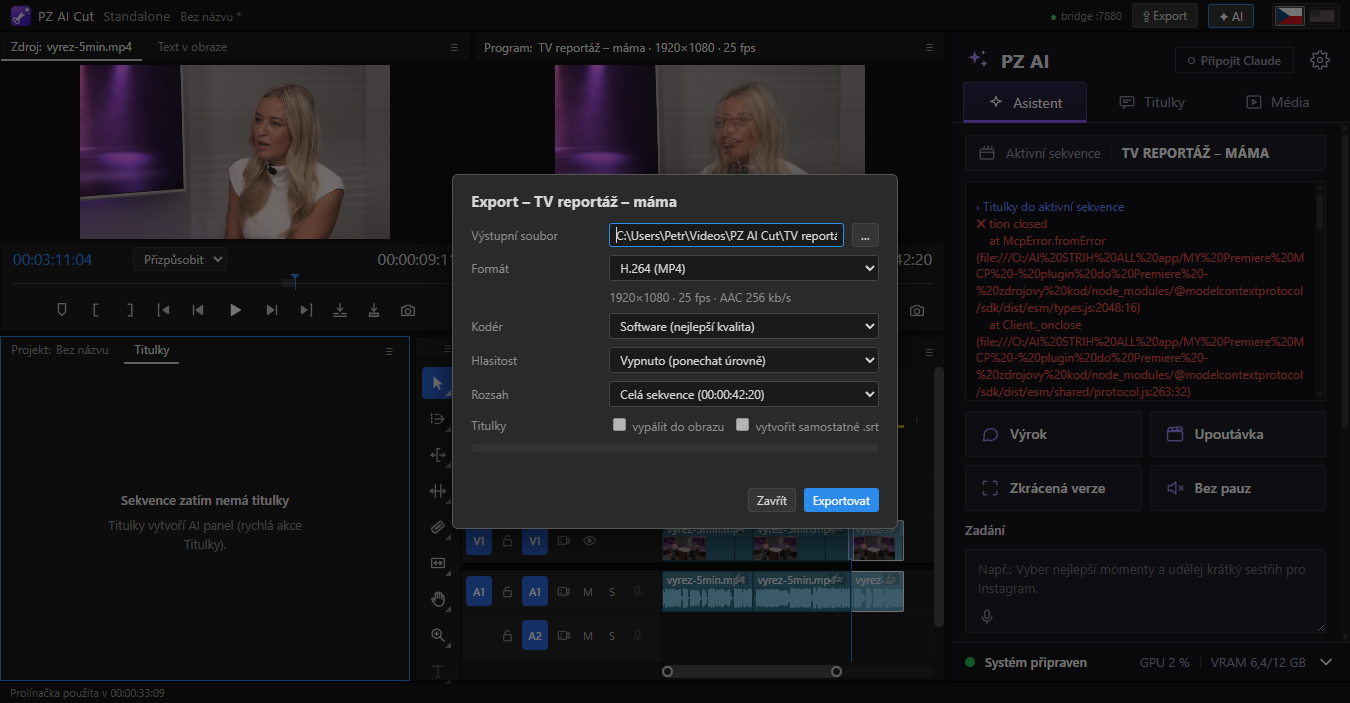 PZ AI Cut Standalone Bez názvu *
bridge :7880
Export
AI
Zdroj: vyrez-5min.mp4
Text v obraze
Program: TV reportáž – máma · 1920×1080 · 25 fps
00:03:11:04
Přizpůsobit
00:00:09:11
42:20
Projekt: Bez názvu
Titulky
Sekvence zatím nemá titulky
Titulky vytvoří AI panel (rychlá akce
Titulky).
Export – TV reportáž – máma
Výstupní soubor
C:\Users\Petr\Videos\PZ AI Cut\TV reportá
...
Formát
H.264 (MP4)
1920×1080 · 25 fps · AAC 256 kb/s
Kodér
Software (nejlepší kvalita)
Hlasitost
Vypnuto (ponechat úrovně)
Rozsah
Celá sekvence (00:00:42:20)
Titulky
vypálit do obrazu
vytvořit samostatné .srt
Zavřít
Exportovat
V1
V1
vyrez-5min.mp4
vyrez-5min.mp4
A1
A1
M
S
vyrez-5min.mp4
fx
vyrez-5min.mp4
fx
vyrez-
fx
A2
M
S
PZ AI
Připojit Claude
Asistent
Titulky
Média
Aktivní sekvence
TV REPORTÁŽ – MÁMA
› Titulky do aktivní sekvence
✕ tion closed
at McpError.fromError
(file:///O:/AI%20STRIH%20ALL%20app/MY%20Premiere%20M
CP%20-%20plugin%20do%20Premiere%20-
%20zdrojovy%20kod/node_modules/@modelcontextprotocol
/sdk/dist/esm/types.js:2048:16)
at Client._onclose
(file:///O:/AI%20STRIH%20ALL%20app/MY%20Premiere%20M
CP%20-%20plugin%20do%20Premiere%20-
%20zdrojovy%20kod/node_modules/@modelcontextprotocol
/sdk/dist/esm/shared/protocol.js:263:32)
Výrok
Upoutávka
Zkrácená verze
Bez pauz
Zadání
Např.: Vyber nejlepší momenty a udělej krátký sestřih pro
Instagram.
Systém připraven
GPU 2 %
VRAM 6,4/12 GB
Prolínačka použita v 00:00:33:09